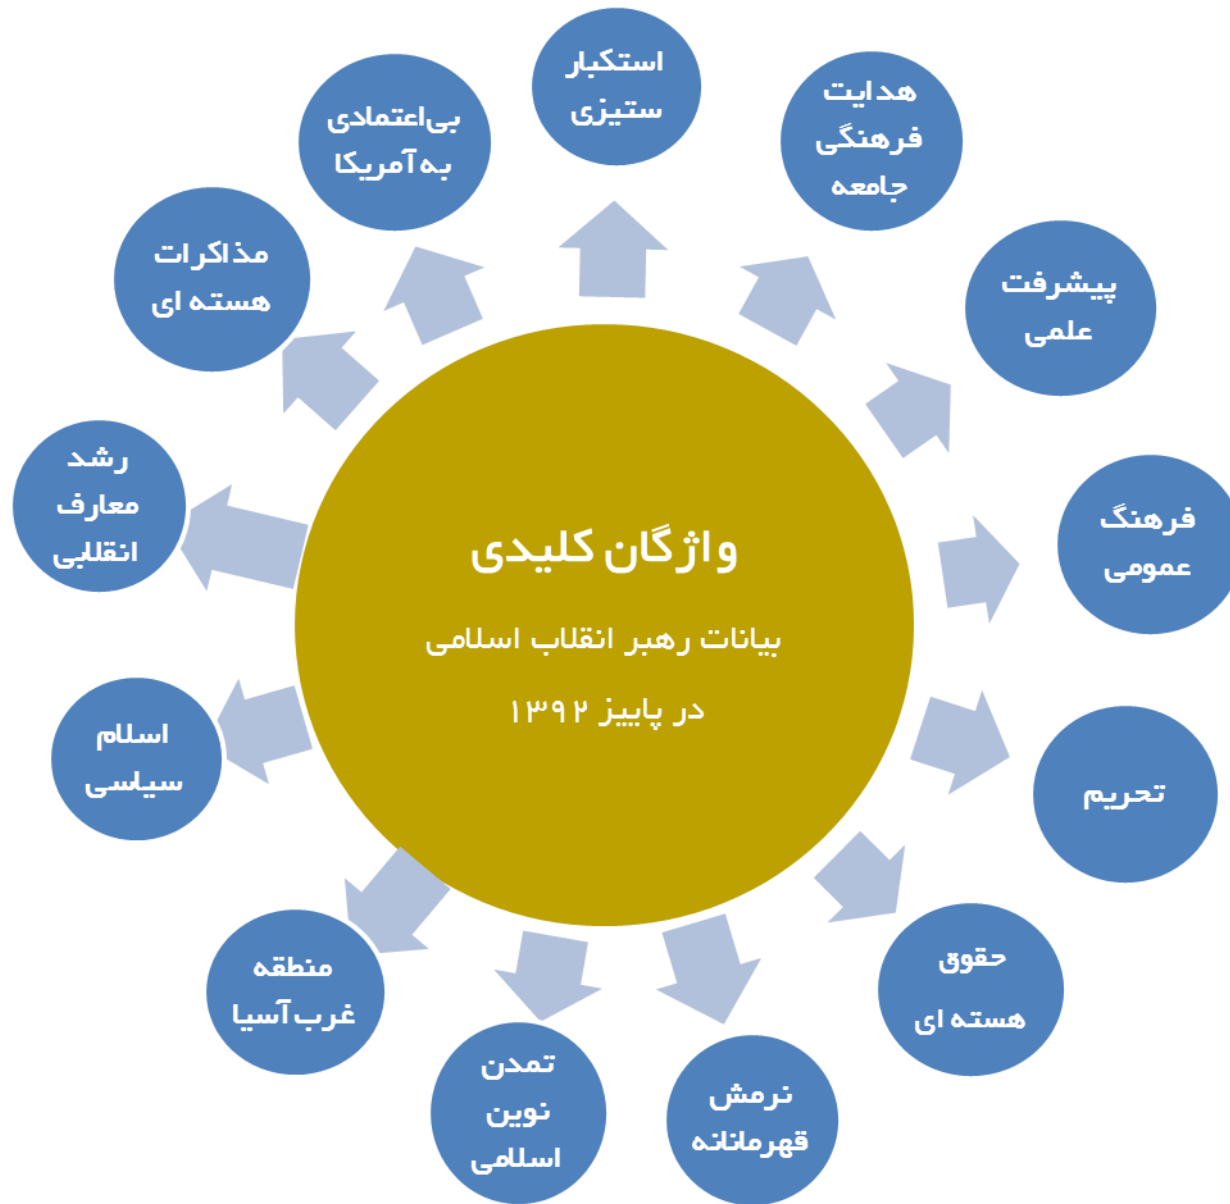 واژگان کلیدی
بیانات رهبر انقلاب اسلامی
در پاییز ۱۳۹۲
استکبار
ستیزی
هدایت
فرهنگی
جامعه
پیشرفت
علمی
فرهنگ
عمومی
تحریم
حقوق
هسته ای
نرمش
قهرمانانه
تمدن
نوین
اسلامی
منطقه
غرب آسیا
اسلام
سیاسی
رشد
معارف
انقلابی
مذاکرات
هسته ای
بی‌اعتمادی
به آمریکا